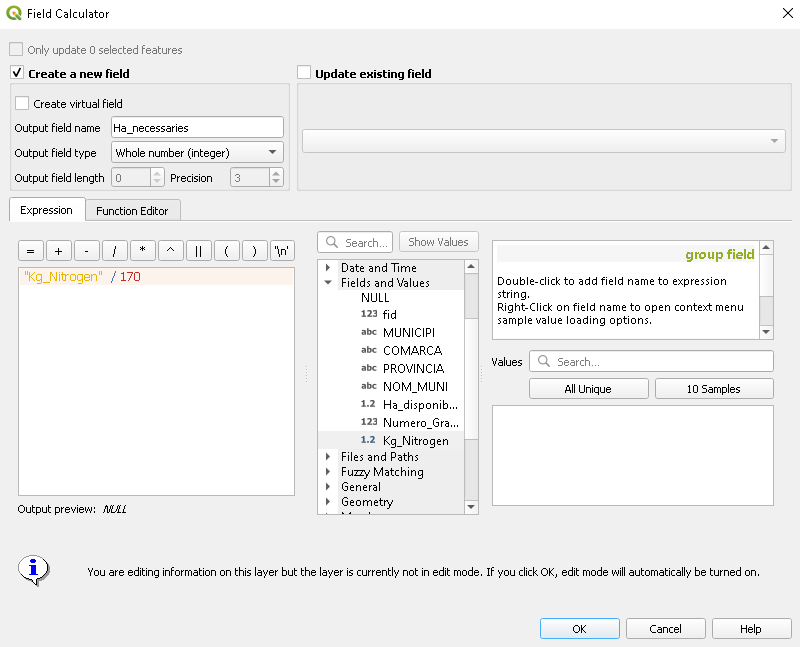 Field Calculator
Only update 0 selected features
Create a new field
Update existing field
Create virtual field
Output field name Ha_necessaries
Output field type Whole number (integer)
Output field length 0 Precision 3
Expression Function Editor
= + - / * ^ || ( ) '\n'
"Kg_Nitrogen" / 170
Output preview: NULL
Search... Show Values
Date and Time
Fields and Values
NULL
123 fid
abc MUNICIPI
abc COMARCA
abc PROVINCIA
abc NOM_MUNI
1.2 Ha_disponib...
123 Numero_Gra...
1.2 Kg_Nitrogen
Files and Paths
Fuzzy Matching
General
Geometry
group field
Double-click to add field name to expression
string.
Right-Click on field name to open context menu
sample value loading options.
Values Search...
All Unique 10 Samples
You are editing information on this layer but the layer is currently not in edit mode. If you click OK, edit mode will automatically be turned on.
OK Cancel Help